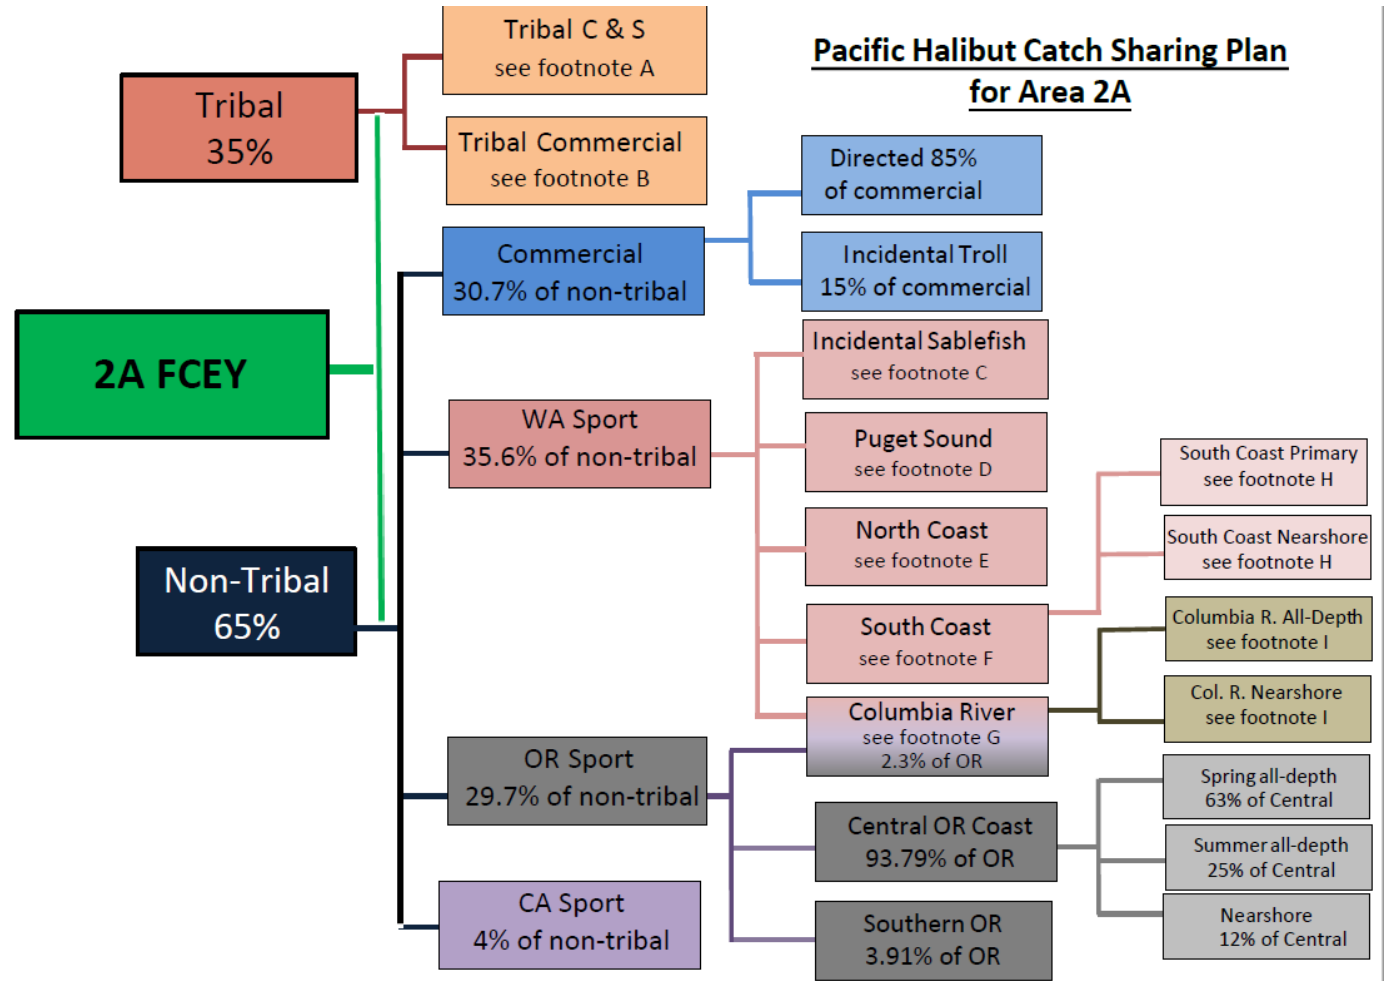 Pacific Halibut Catch Sharing Plan
for Area 2A
2A FCEY
Tribal
35%
Non-Tribal
65%
Tribal C & S
see footnote A
Tribal Commercial
see footnote B
Commercial
30.7% of non-tribal
WA Sport
35.6% of non-tribal
OR Sport
29.7% of non-tribal
CA Sport
4% of non-tribal
Directed 85%
of commercial
Incidental Troll
15% of commercial
Incidental Sablefish
see footnote C
Puget Sound
see footnote D
North Coast
see footnote E
South Coast
see footnote F
Columbia River
see footnote G
2.3% of OR
Central OR Coast
93.79% of OR
Southern OR
3.91% of OR
South Coast Primary
see footnote H
South Coast Nearshore
see footnote H
Columbia R. All-Depth
see footnote I
Col. R. Nearshore
see footnote I
Spring all-depth
63% of Central
Summer all-depth
25% of Central
Nearshore
12% of Central